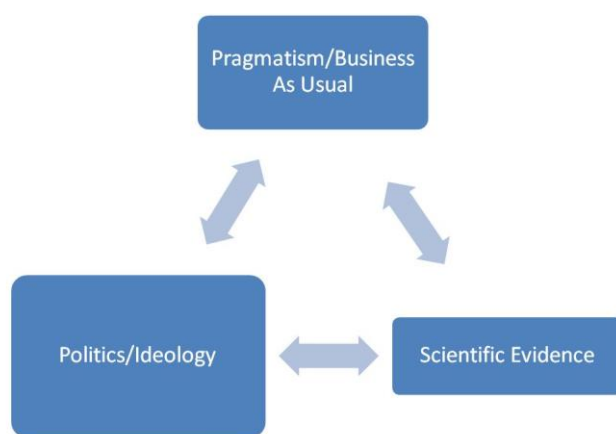 Pragmatism/Business
As Usual
Politics/Ideology
Scientific Evidence